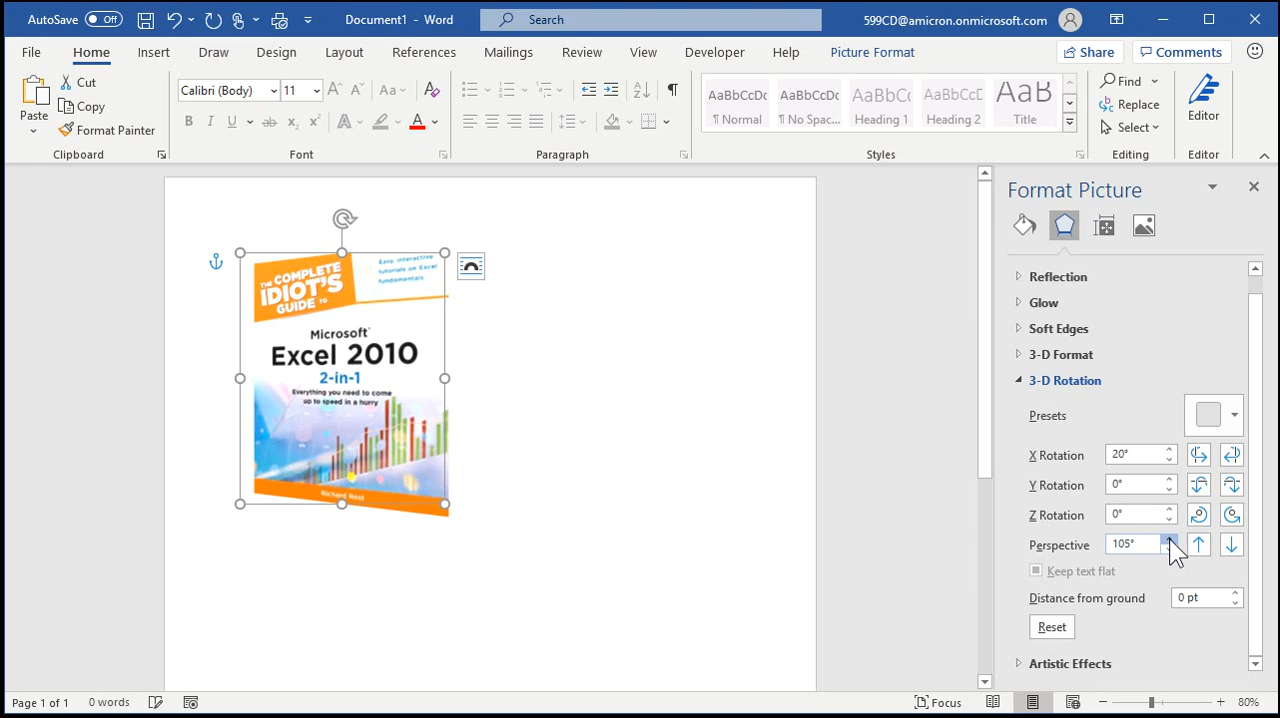 AutoSave Off Document1 - Word Search 599CD@amicron.onmicrosoft.com
File Home Insert Draw Design Layout References Mailings Review View Developer Help Picture Format Share Comments
Paste
Cut
Copy
Format Painter
Clipboard
Calibri (Body) 11
Font
Paragraph
AaBbCcDc AaBbCcDc AaBbCc AaBbCcD AaB
¶ Normal ¶ No Spac... Heading 1 Heading 2 Title
Styles
Find
Replace
Select
Editing
Editor
Editor
THE COMPLETE
IDIOT'S
GUIDE TO
Easy interactive
tutorials on Excel
fundamentals
Microsoft
Excel 2010
2-in-1
Everything you need to come
up to speed in a hurry
Richard Rost
Format Picture
Reflection
Glow
Soft Edges
3-D Format
3-D Rotation
Presets
X Rotation 20°
Y Rotation 0°
Z Rotation 0°
Perspective 105°
Keep text flat
Distance from ground 0 pt
Reset
Artistic Effects
Page 1 of 1 0 words Focus 80%